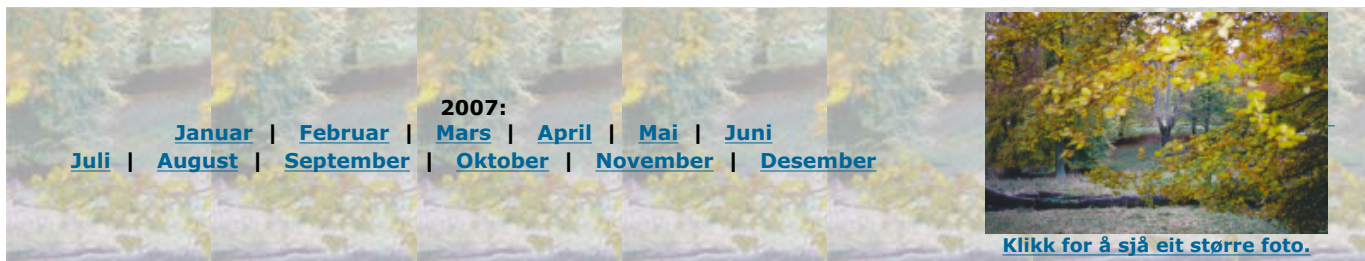 2007:
Januar | Februar | Mars | April | Mai | Juni
Juli | August | September | Oktober | November | Desember
Klikk for å sjå eit større foto.